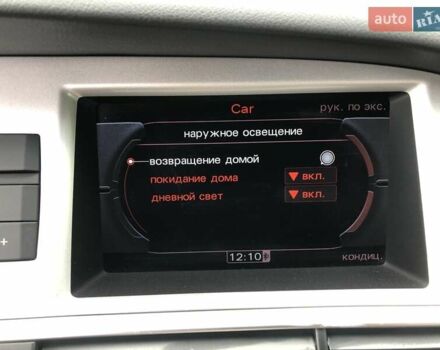 auto RIA
Car
рук. по экс.
наружное освещение
возвращение домой
покидание дома ▼ вкл.
дневной свет ▼ вкл.
12:10
кондиц.
+